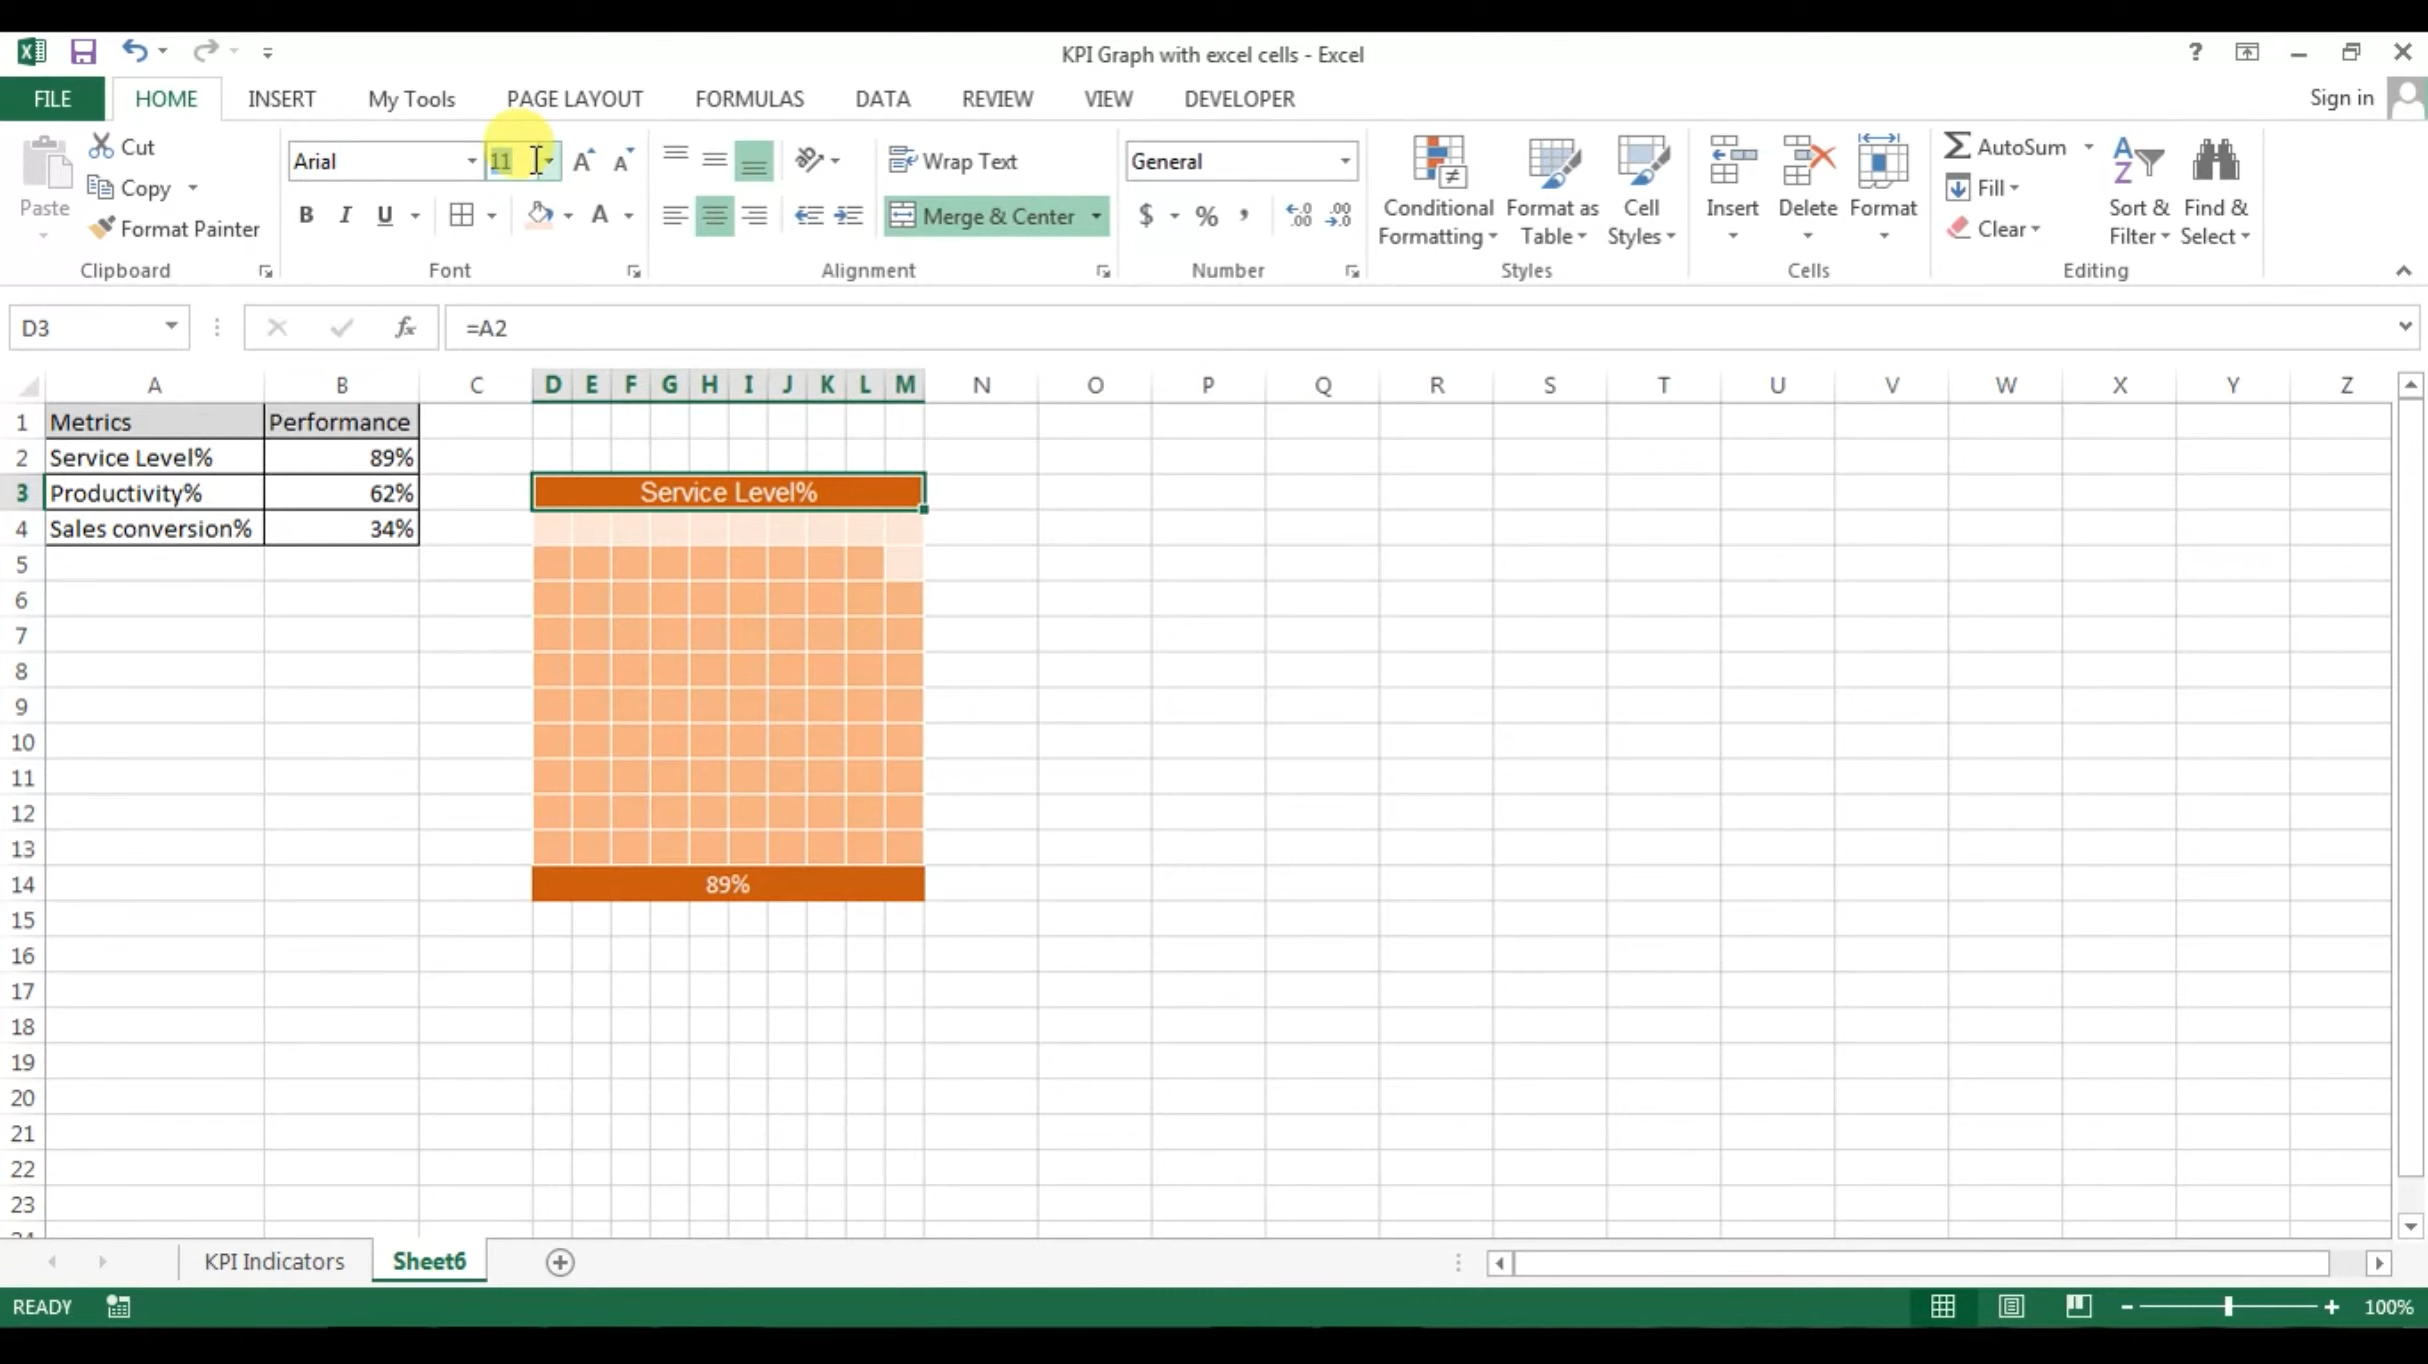 KPI Graph with excel cells - Excel
FILE HOME INSERT My Tools PAGE LAYOUT FORMULAS DATA REVIEW VIEW DEVELOPER Sign in
Paste
Cut
Copy
Format Painter
Clipboard
Arial 11
B I U
Font
Wrap Text
Merge & Center
Alignment
General
$ % ,
Number
Conditional Formatting
Format as Table
Cell Styles
Styles
Insert Delete Format
Cells
AutoSum
Fill
Clear
Sort & Filter
Find & Select
Editing
D3 fx =A2
A B C D E F G H I J K L M N O P Q R S T U V W X Y Z
1 Metrics Performance
2 Service Level% 89%
3 Productivity% 62% Service Level%
4 Sales conversion% 34%
5
6
7
8
9
10
11
12
13
14 89%
15
16
17
18
19
20
21
22
23
24
KPI Indicators Sheet6
READY 100%